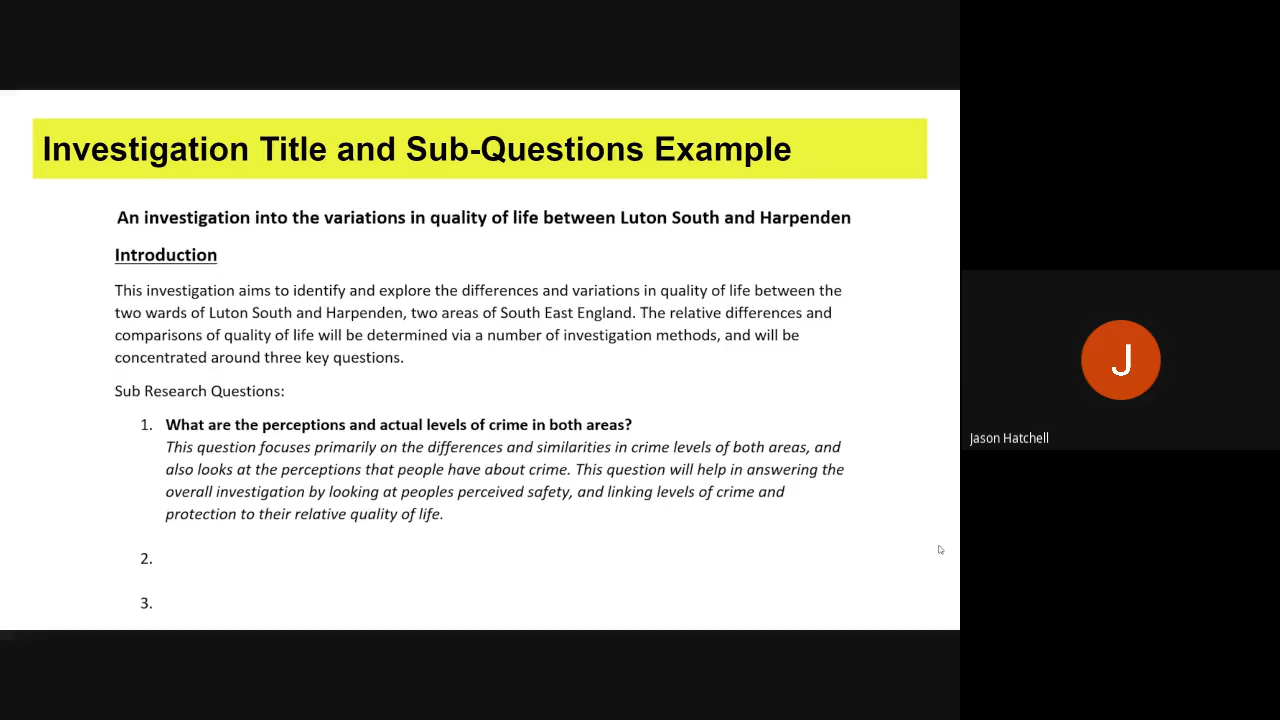 Investigation Title and Sub-Questions Example
An investigation into the variations in quality of life between Luton South and Harpenden
Introduction
This investigation aims to identify and explore the differences and variations in quality of life between the
two wards of Luton South and Harpenden, two areas of South East England. The relative differences and
comparisons of quality of life will be determined via a number of investigation methods, and will be
concentrated around three key questions.
Sub Research Questions:
1. What are the perceptions and actual levels of crime in both areas?
This question focuses primarily on the differences and similarities in crime levels of both areas, and
also looks at the perceptions that people have about crime. This question will help in answering the
overall investigation by looking at peoples perceived safety, and linking levels of crime and
protection to their relative quality of life.
2.
3.
J
Jason Hatchell